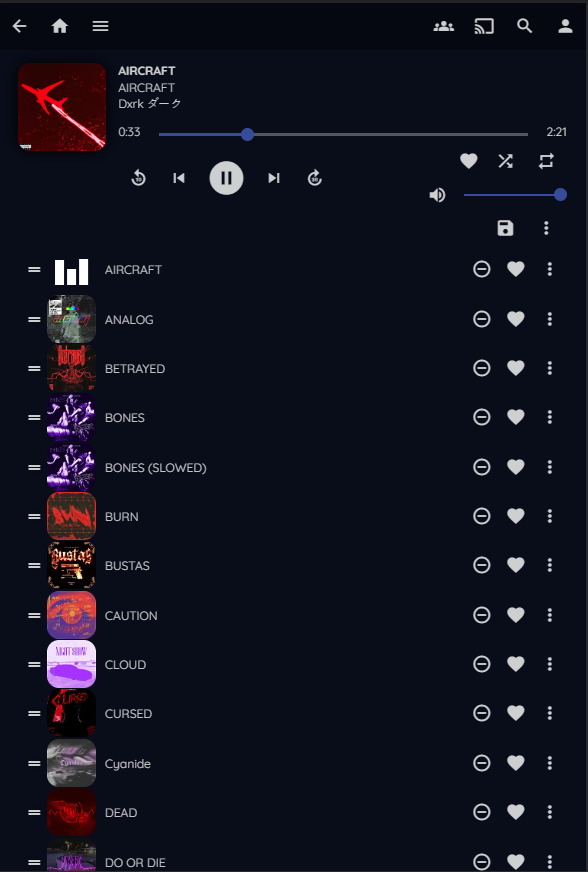 AIRCRAFT
AIRCRAFT
Dxrk ダーク
0:33
2:21
AIRCRAFT
ANALOG
BETRAYED
BONES
BONES (SLOWED)
BURN
BUSTAS
CAUTION
CLOUD
CURSED
Cyanide
DEAD
DO OR DIE